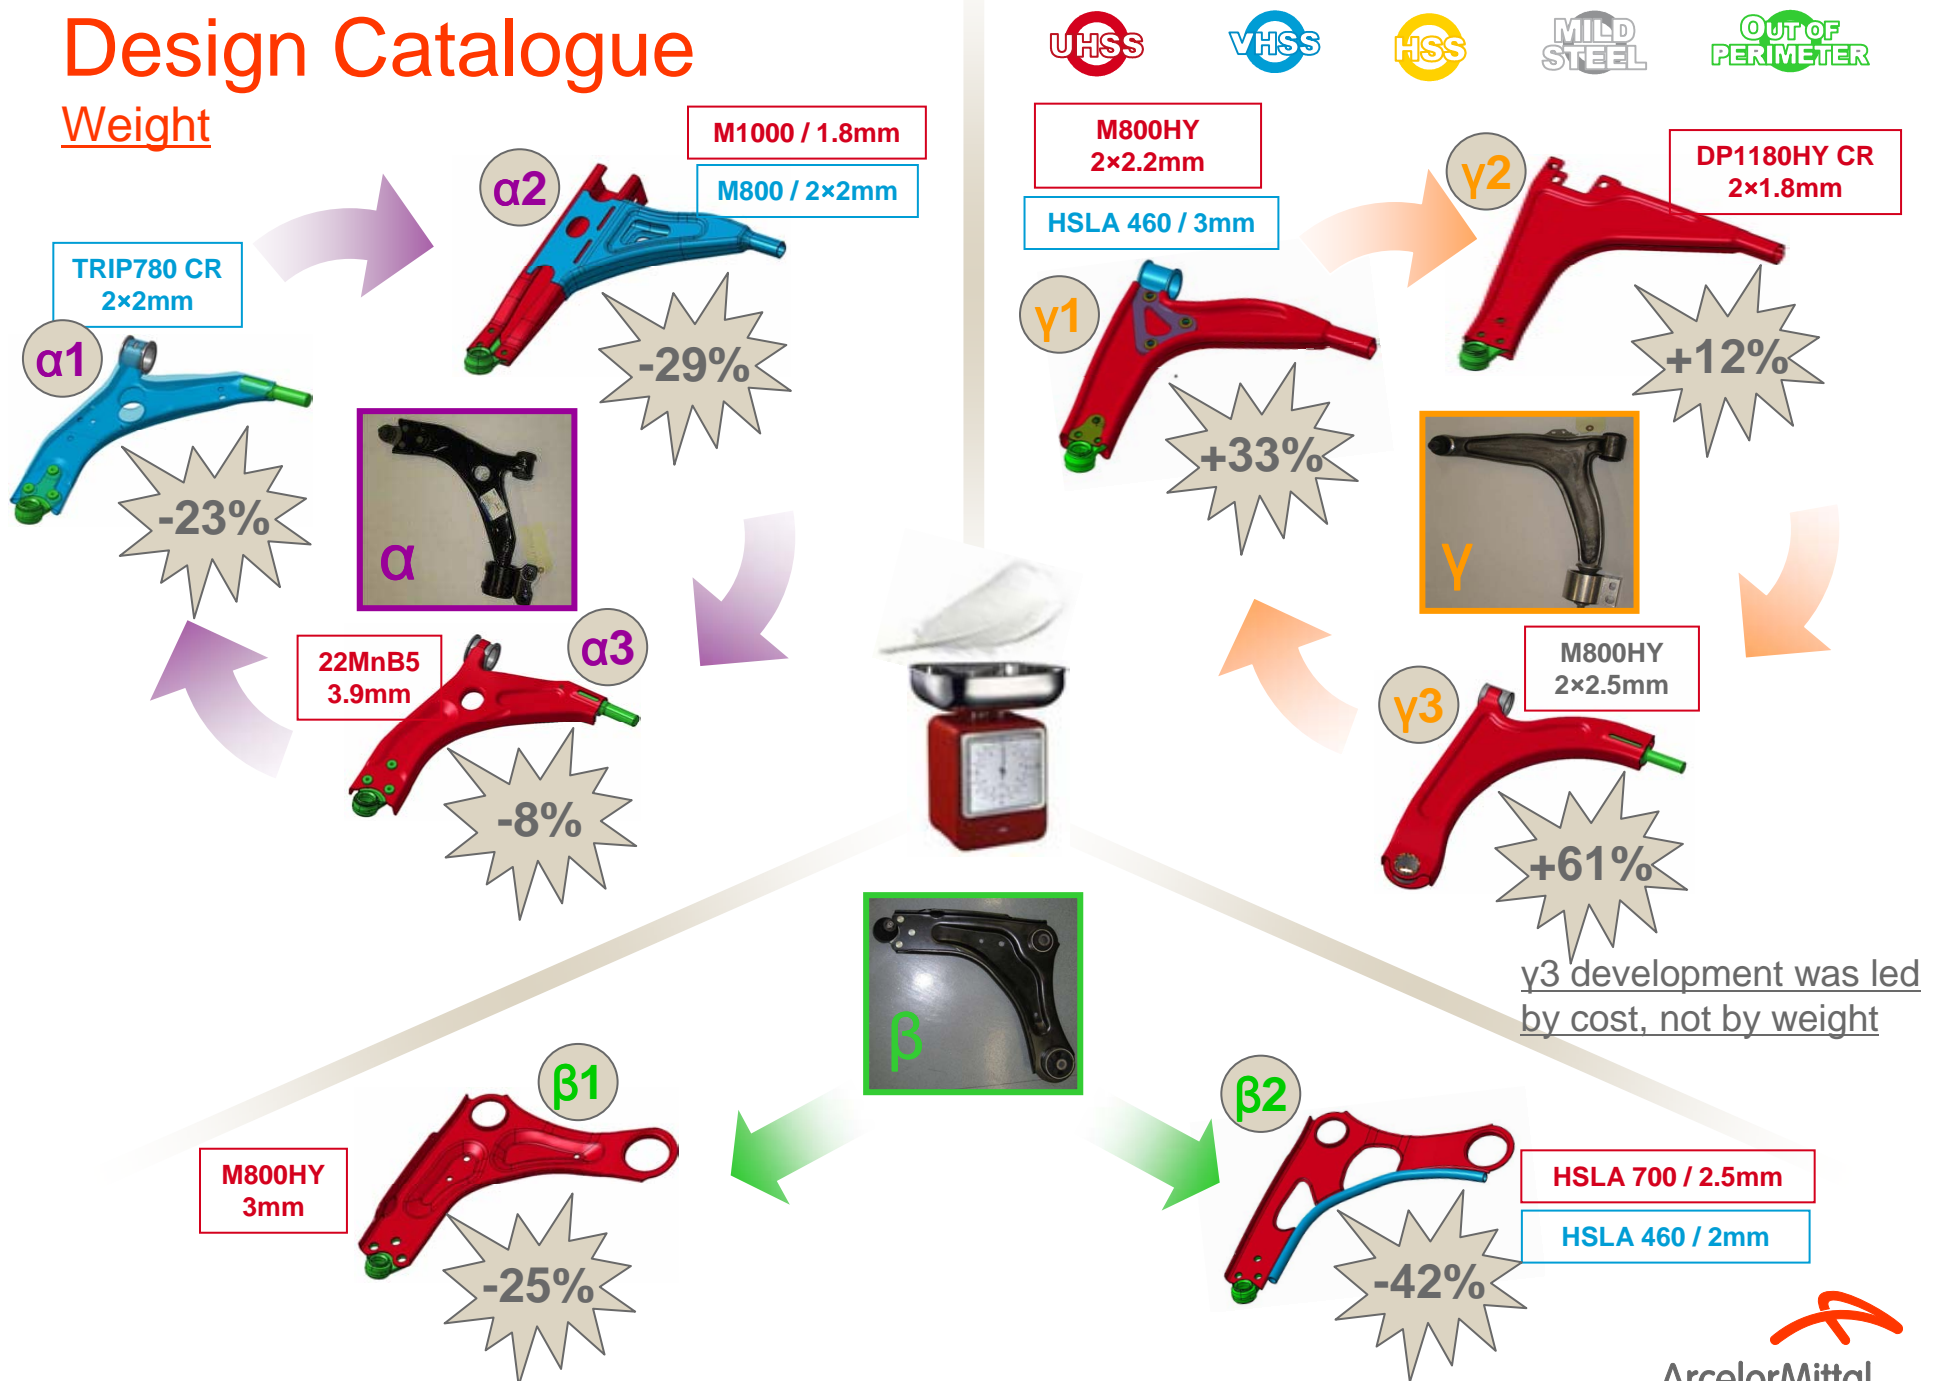 Design Catalogue
Weight
UHSS
VHSS
HSS
MILD
STEEL
OUT OF
PERIMETER
M1000 / 1.8mm
M800 / 2×2mm
α2
TRIP780 CR
2×2mm
α1
-29%
-23%
α
22MnB5
3.9mm
α3
-8%
M800HY
2×2.2mm
HSLA 460 / 3mm
γ2
DP1180HY CR
2×1.8mm
γ1
+12%
+33%
γ
M800HY
2×2.5mm
γ3
+61%
γ3 development was led
by cost, not by weight
β
β1
M800HY
3mm
-25%
β2
HSLA 700 / 2.5mm
HSLA 460 / 2mm
-42%
ArcelorMittal